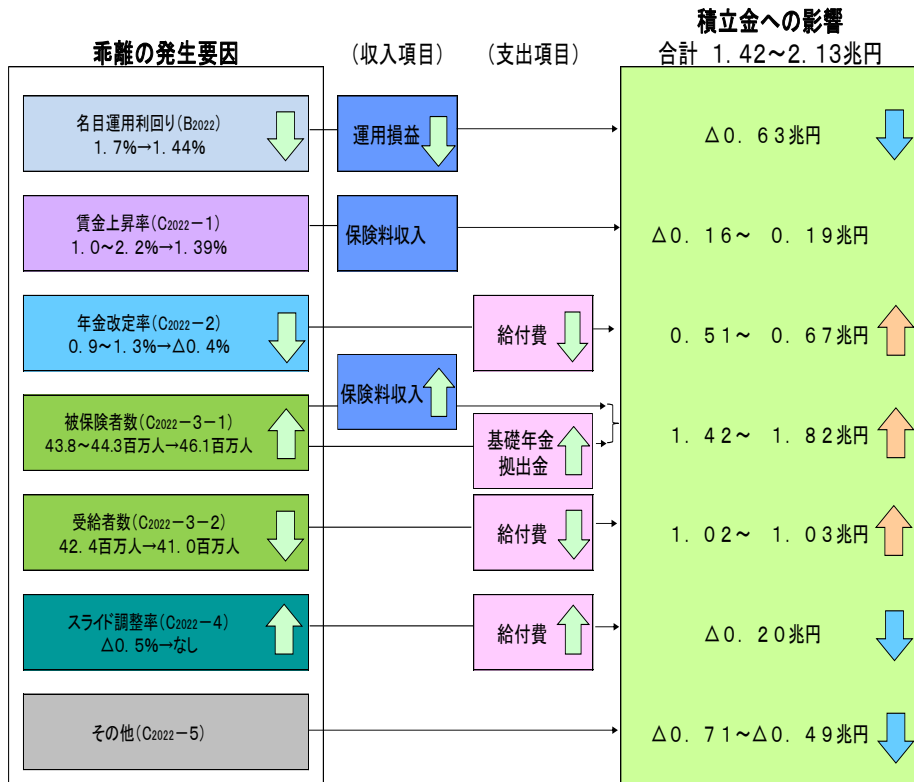 積立金への影響
乖離の発生要因
(収入項目)
(支出項目)
合計 1.42～2.13兆円
名目運用利回り(B2022)
1.7%→1.44%
運用損益
△0.63兆円
賃金上昇率(C2022－1)
1.0～2.2%→1.39%
保険料収入
△0.16～ 0.19兆円
年金改定率(C2022－2)
0.9～1.3%→△0.4%
給付費
0.51～ 0.67兆円
保険料収入
被保険者数(C2022－3－1)
43.8～44.3百万人→46.1百万人
基礎年金
拠出金
1.42～ 1.82兆円
受給者数(C2022－3－2)
42.4百万人→41.0百万人
給付費
1.02～ 1.03兆円
スライド調整率(C2022－4)
△0.5%→なし
給付費
△0.20兆円
その他(C2022－5)
△0.71～△0.49兆円